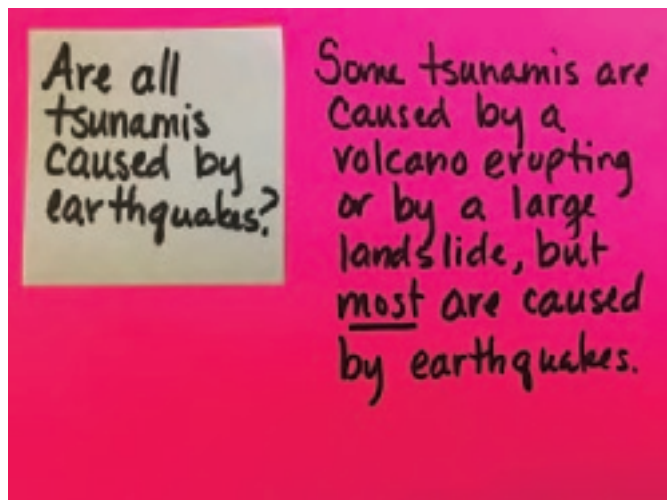 Are all
tsunamis
caused by
earthquakes?
Some tsunamis are
caused by a
volcano erupting
or by a large
landslide, but
most are caused
by earthquakes.